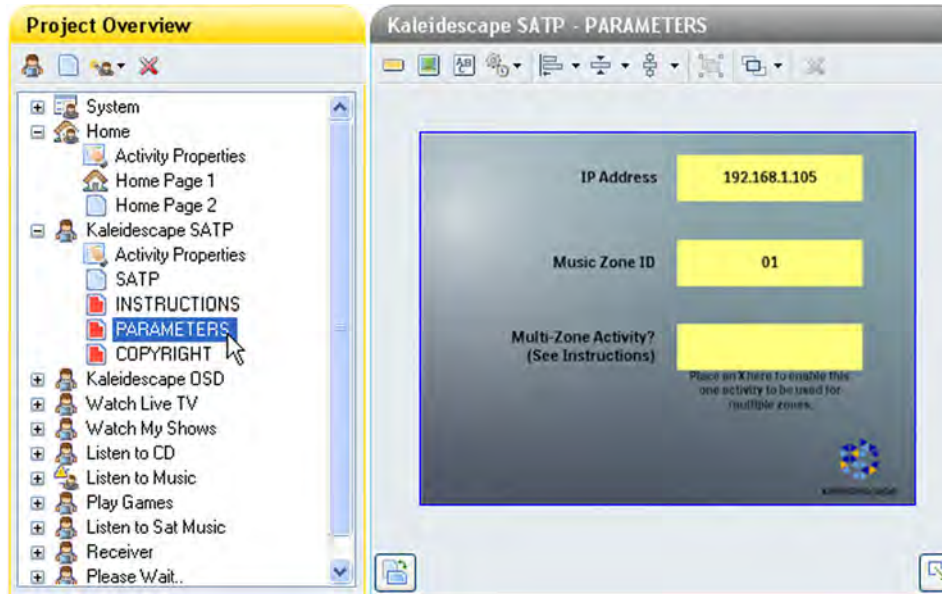 Project Overview
System
Home
Activity Properties
Home Page 1
Home Page 2
Kaleidescape SATP
Activity Properties
SATP
INSTRUCTIONS
PARAMETERS
COPYRIGHT
Kaleidescape OSD
Watch Live TV
Watch My Shows
Listen to CD
Listen to Music
Play Games
Listen to Sat Music
Receiver
Please Wait..
Kaleidescape SATP - PARAMETERS
IP Address
192.168.1.105
Music Zone ID
01
Multi-Zone Activity?
(See Instructions)
Place an X here to enable this
one activity to be used for
multiple zones.